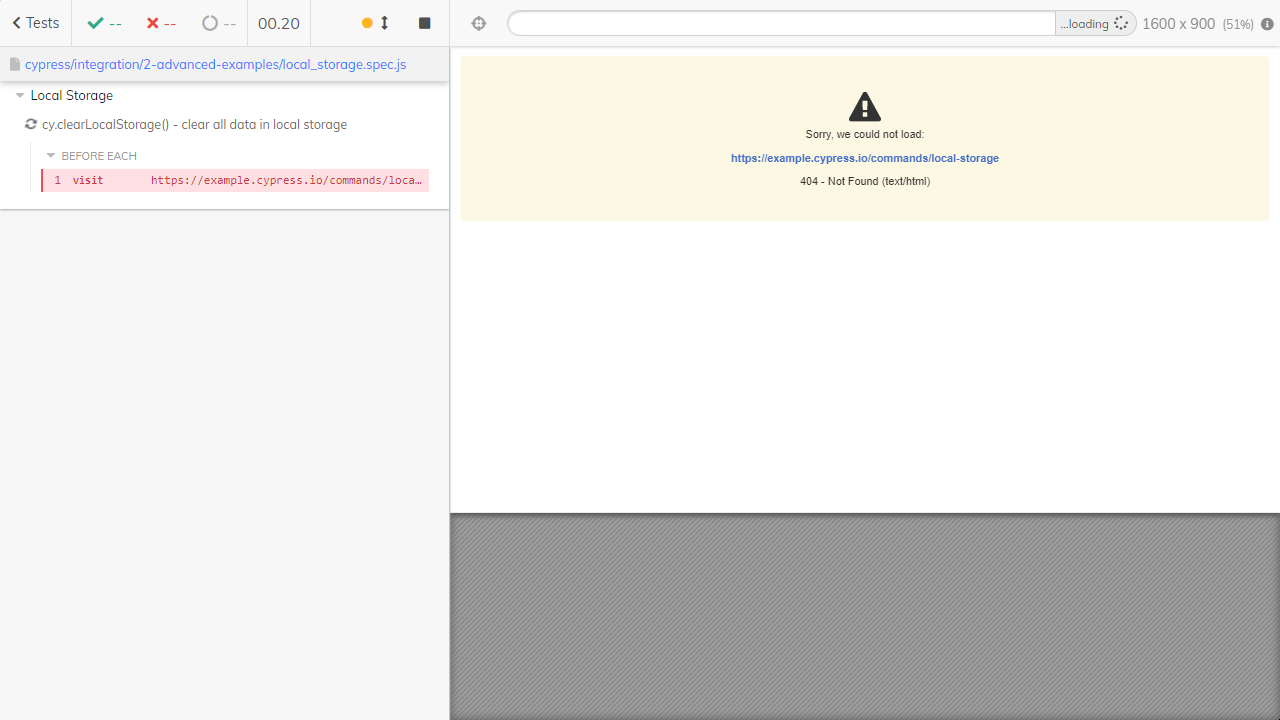 Tests -- -- -- 00.20 ...loading 1600 x 900 (51%)
cypress/integration/2-advanced-examples/local_storage.spec.js
Local Storage
cy.clearLocalStorage() - clear all data in local storage
BEFORE EACH
1 visit https://example.cypress.io/commands/loca...
Sorry, we could not load:
https://example.cypress.io/commands/local-storage
404 - Not Found (text/html)